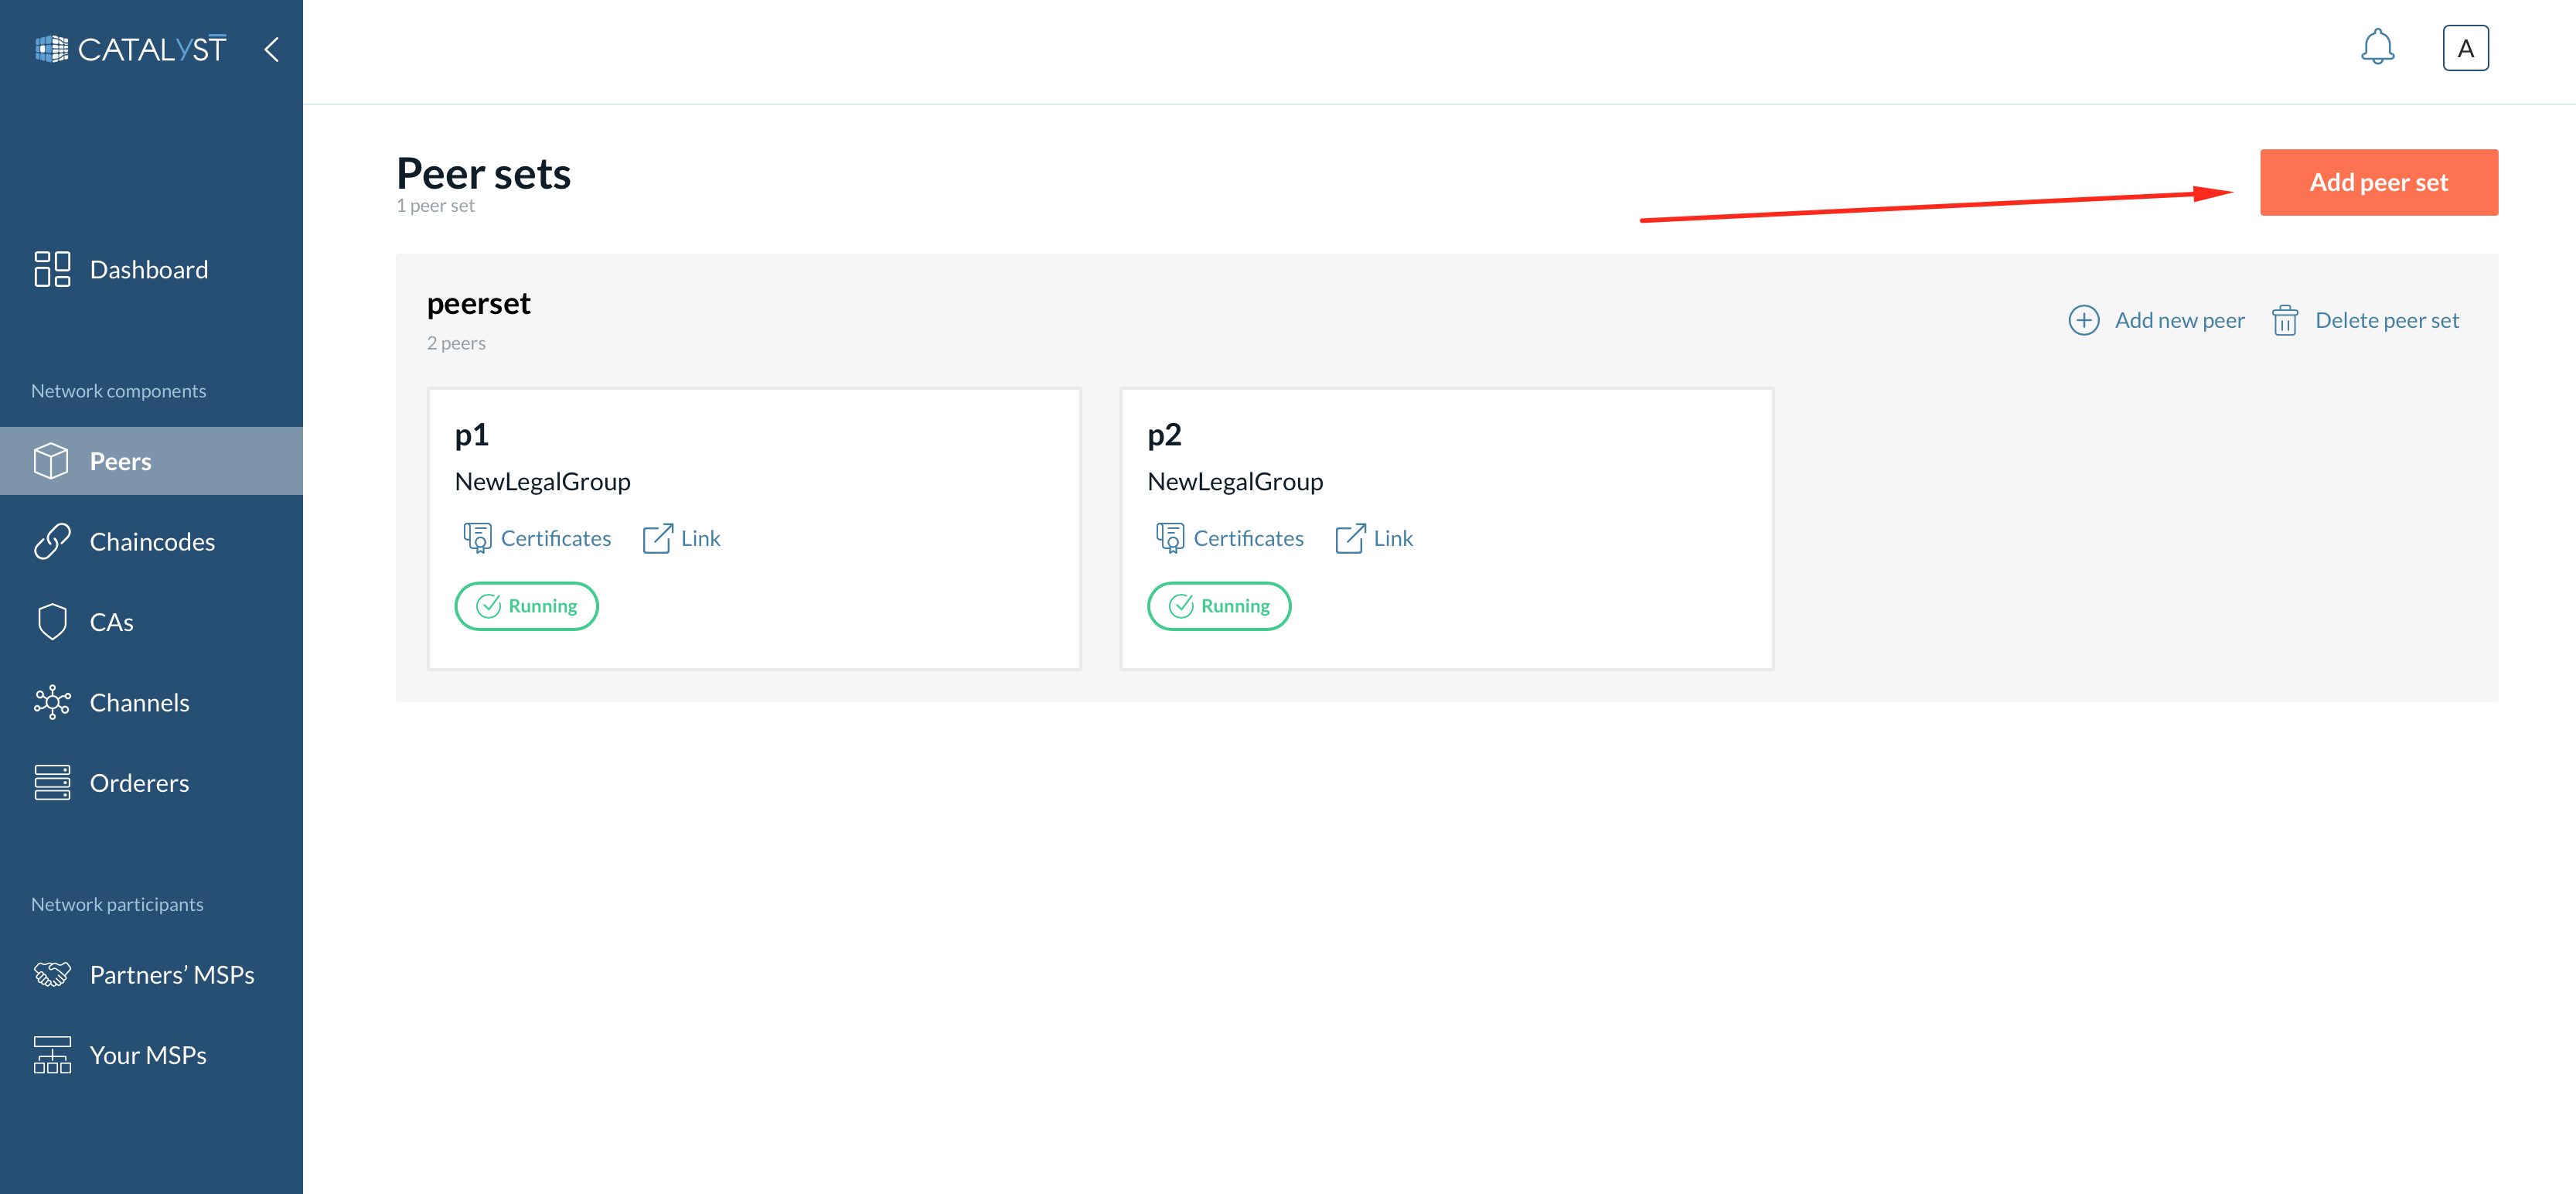 CATALYST
A
Dashboard
Network components
Peers
Chaincodes
CAs
Channels
Orderers
Network participants
Partners’ MSPs
Your MSPs
Peer sets
1 peer set
Add peer set
peerset
2 peers
Add new peer
Delete peer set
p1
NewLegalGroup
Certificates
Link
Running
p2
NewLegalGroup
Certificates
Link
Running